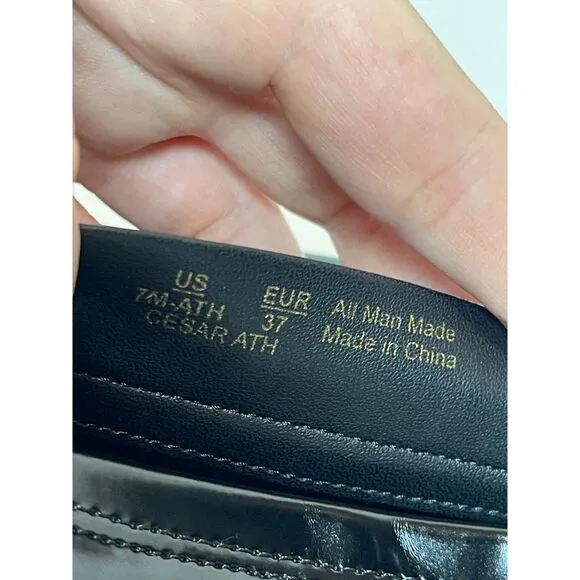 US
7M-ATH
CESAR ATH
EUR
37
All Man Made
Made in China